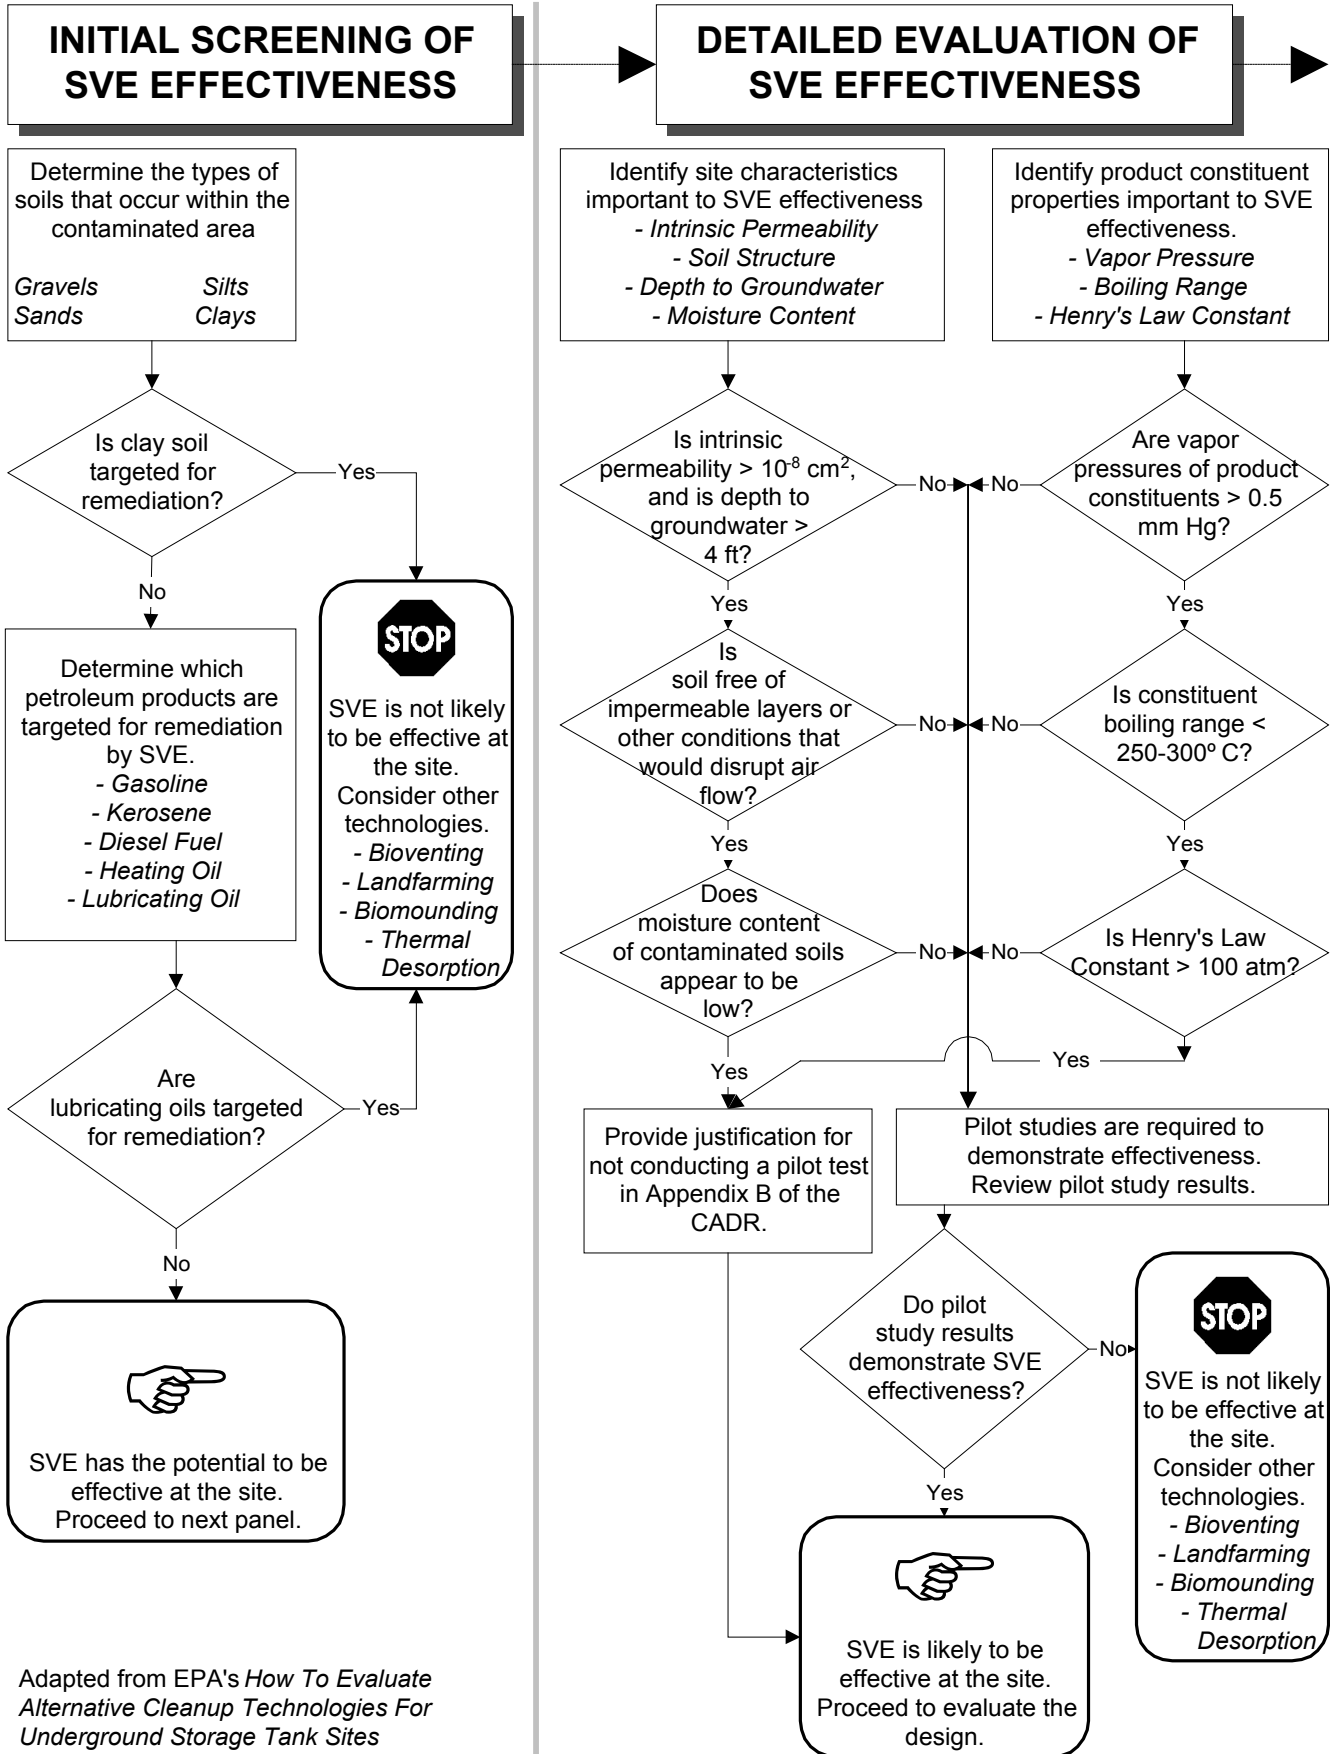 INITIAL SCREENING OF
SVE EFFECTIVENESS
Determine the types of
soils that occur within the
contaminated area
Gravels Silts
Sands Clays
Is clay soil
targeted for
remediation?
Yes
No
Determine which
petroleum products are
targeted for remediation
by SVE.
- Gasoline
- Kerosene
- Diesel Fuel
- Heating Oil
- Lubricating Oil
STOP
SVE is not likely
to be effective at
the site.
Consider other
technologies.
- Bioventing
- Landfarming
- Biomounding
- Thermal
Desorption
Are
lubricating oils targeted
for remediation?
Yes
No
SVE has the potential to be
effective at the site.
Proceed to next panel.
Adapted from EPA's How To Evaluate
Alternative Cleanup Technologies For
Underground Storage Tank Sites
DETAILED EVALUATION OF
SVE EFFECTIVENESS
Identify site characteristics
important to SVE effectiveness
- Intrinsic Permeability
- Soil Structure
- Depth to Groundwater
- Moisture Content
Identify product constituent
properties important to SVE
effectiveness.
- Vapor Pressure
- Boiling Range
- Henry's Law Constant
Is intrinsic
permeability > 10⁻⁸ cm²,
and is depth to
groundwater >
4 ft?
No
No
Are vapor
pressures of product
constituents > 0.5
mm Hg?
Yes
Yes
Is
soil free of
impermeable layers or
other conditions that
would disrupt air
flow?
No
No
Is constituent
boiling range <
250-300º C?
Yes
Yes
Does
moisture content
of contaminated soils
appear to be
low?
No
No
Is Henry's Law
Constant > 100 atm?
Yes
Yes
Provide justification for
not conducting a pilot test
in Appendix B of the
CADR.
Pilot studies are required to
demonstrate effectiveness.
Review pilot study results.
Do pilot
study results
demonstrate SVE
effectiveness?
No
Yes
STOP
SVE is not likely
to be effective at
the site.
Consider other
technologies.
- Bioventing
- Landfarming
- Biomounding
- Thermal
Desorption
SVE is likely to be
effective at the site.
Proceed to evaluate the
design.